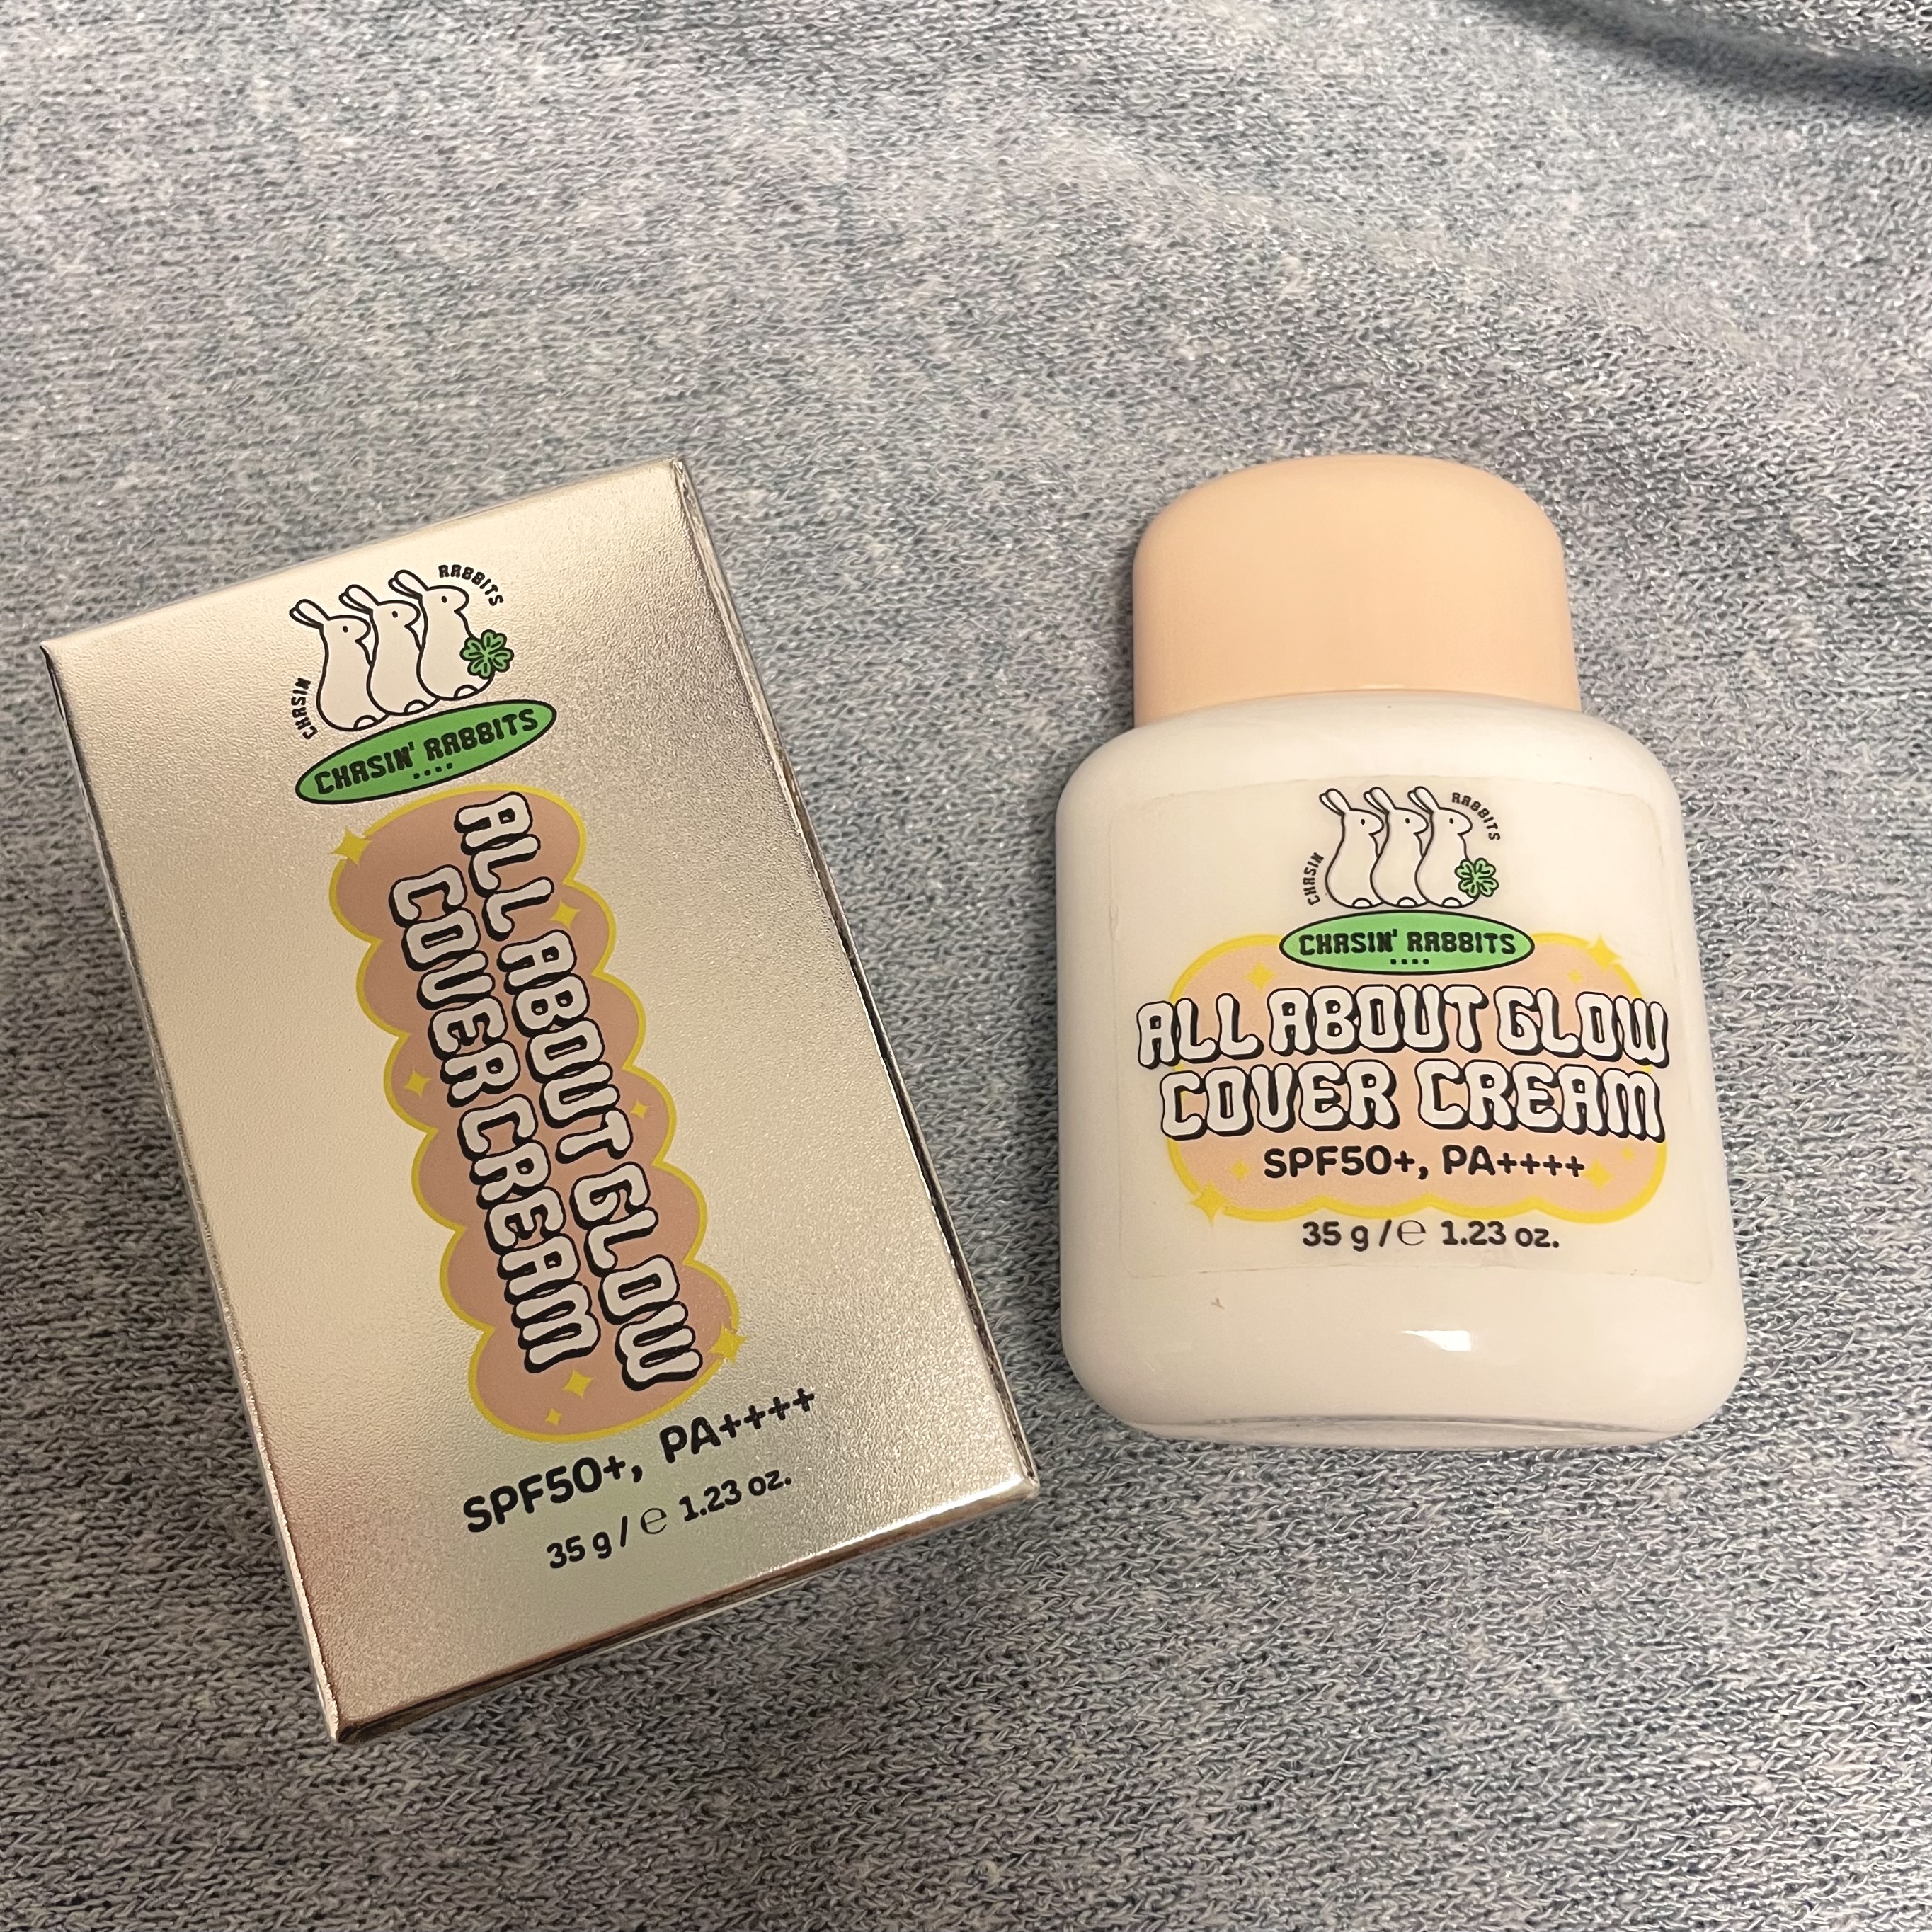 CHASIN
RABBITS
CHASIN' RABBITS
ALL ABOUT GLOW
COVER CREAM
SPF50+, PA++++
35 g / ℮ 1.23 oz.
CHASIN
RABBITS
CHASIN' RABBITS
ALL ABOUT GLOW
COVER CREAM
SPF50+, PA++++
35 g / ℮ 1.23 oz.